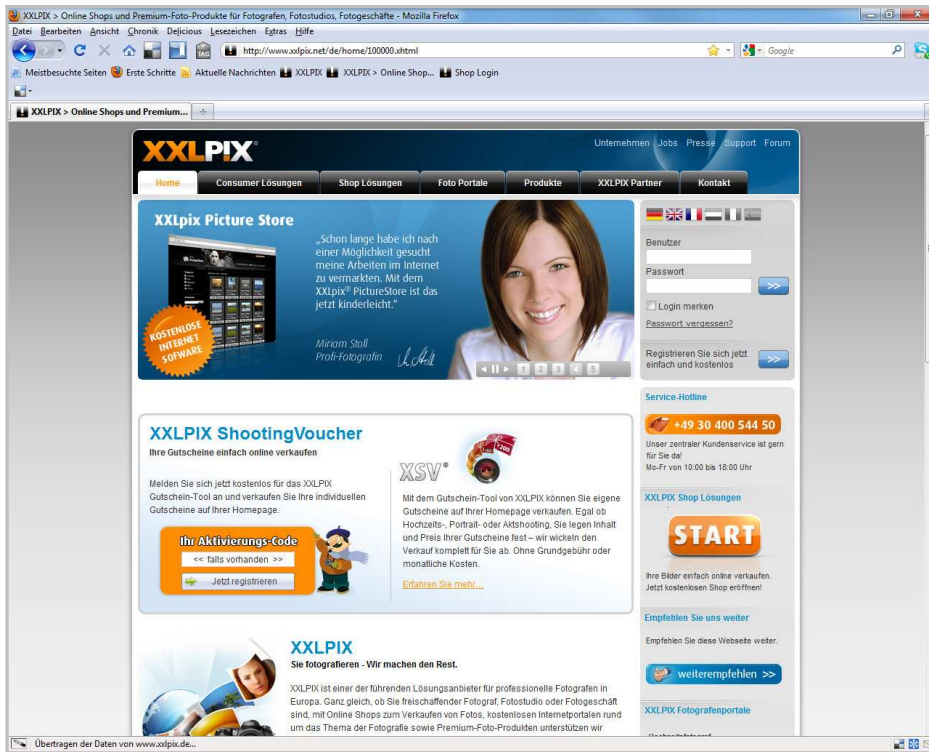 XXLPIX > Online Shops und Premium-Foto-Produkte für Fotografen, Fotostudios, Fotogeschäfte - Mozilla Firefox
Datei Bearbeiten Ansicht Chronik Delicious Lesezeichen Extras Hilfe
TAG
http://www.xxlpix.net/de/home/100000.xhtml
Google
Meistbesuchte Seiten Erste Schritte Aktuelle Nachrichten XXLPIX XXLPIX > Online Shop... Shop Login
XXLPIX > Online Shops und Premium...
XXLPIX®
Unternehmen Jobs Presse Support Forum
Home Consumer Lösungen Shop Lösungen Foto Portale Produkte XXLPIX Partner Kontakt
XXLpix Picture Store
„Schon lange habe ich nach
einer Möglichkeit gesucht
meine Arbeiten im Internet
zu vermarkten. Mit dem
XXLpix® PictureStore ist das
jetzt kinderleicht.“
Miriam Stoll
Profi-Fotografin
KOSTENLOSE
INTERNET
SOFWARE
1 2 3 4 5
Benutzer
Passwort
>>
Login merken
Passwort vergessen?
Registrieren Sie sich jetzt
einfach und kostenlos
>>
XXLPIX ShootingVoucher
Ihre Gutscheine einfach online verkaufen
Melden Sie sich jetzt kostenlos für das XXLPIX
Gutschein-Tool an und verkaufen Sie Ihre individuellen
Gutscheine auf Ihrer Homepage.
Ihr Aktivierungs-Code
<< falls vorhanden >>
Jetzt registrieren
XSV®
Mit dem Gutschein-Tool von XXLPIX können Sie eigene
Gutscheine auf Ihrer Homepage verkaufen. Egal ob
Hochzeits-, Portrait- oder Aktshooting, Sie legen Inhalt
und Preis Ihrer Gutscheine fest – wir wickeln den
Verkauf komplett für Sie ab. Ohne Grundgebühr oder
monatliche Kosten.
Erfahren Sie mehr...
Service-Hotline
+49 30 400 544 50
Unser zentraler Kundenservice ist gern
für Sie da!
Mo-Fr von 10:00 bis 18:00 Uhr
XXLPIX Shop Lösungen
START
Ihre Bilder einfach online verkaufen.
Jetzt kostenlosen Shop eröffnen!
Empfehlen Sie uns weiter
Empfehlen Sie diese Webseite weiter.
weiterempfehlen >>
XXLPIX Fotografenportale
XXLPIX
Sie fotografieren - Wir machen den Rest.
XXLPIX ist einer der führenden Lösungsanbieter für professionelle Fotografen in
Europa. Ganz gleich, ob Sie freischaffender Fotograf, Fotostudio oder Fotogeschäft
sind, mit Online Shops zum Verkaufen von Fotos, kostenlosen Internetportalen rund
um das Thema der Fotografie sowie Premium-Foto-Produkten unterstützen wir
Übertragen der Daten von www.xxlpix.de...